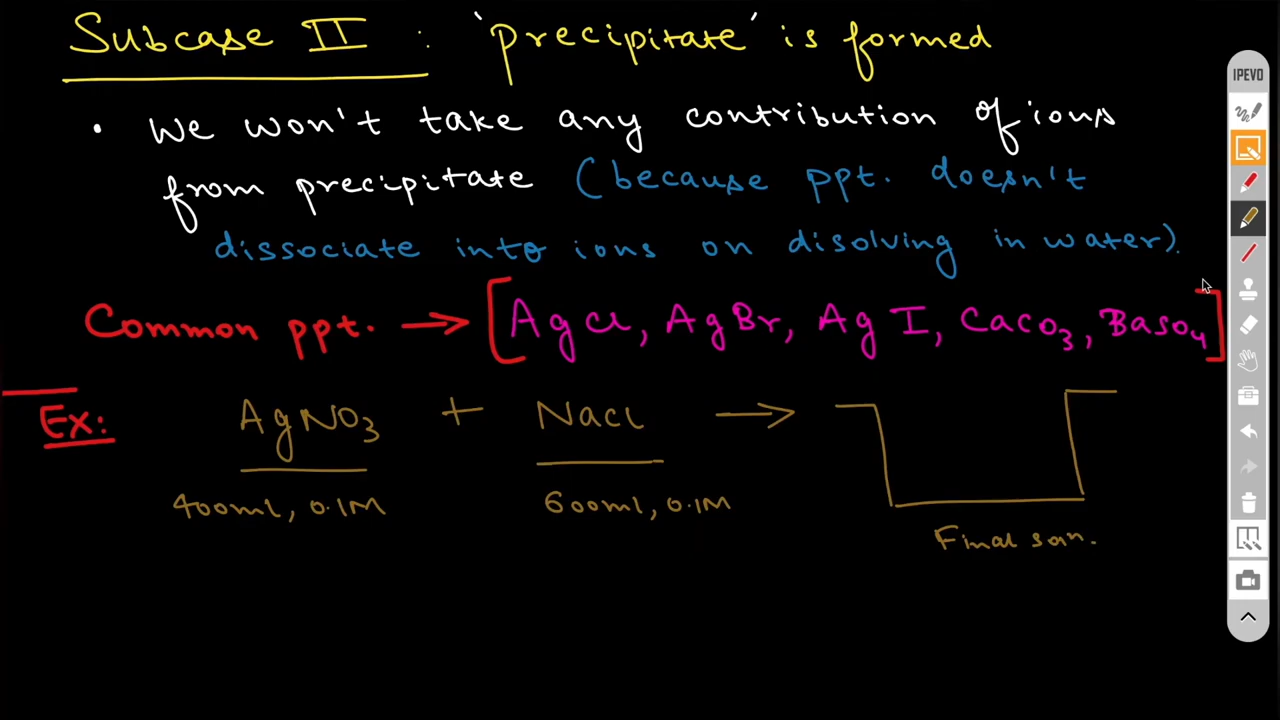 Subcase II : 'precipitate' is formed
IPEVO
• We won't take any contribution of ions
from precipitate (because ppt. doesn't
dissociate into ions on disolving in water).
Common ppt. → [AgCl, AgBr, AgI, CaCO₃, BaSO₄]
Ex: AgNO₃ + NaCl →
400ml, 0.1M 600ml, 0.1M
Final son.